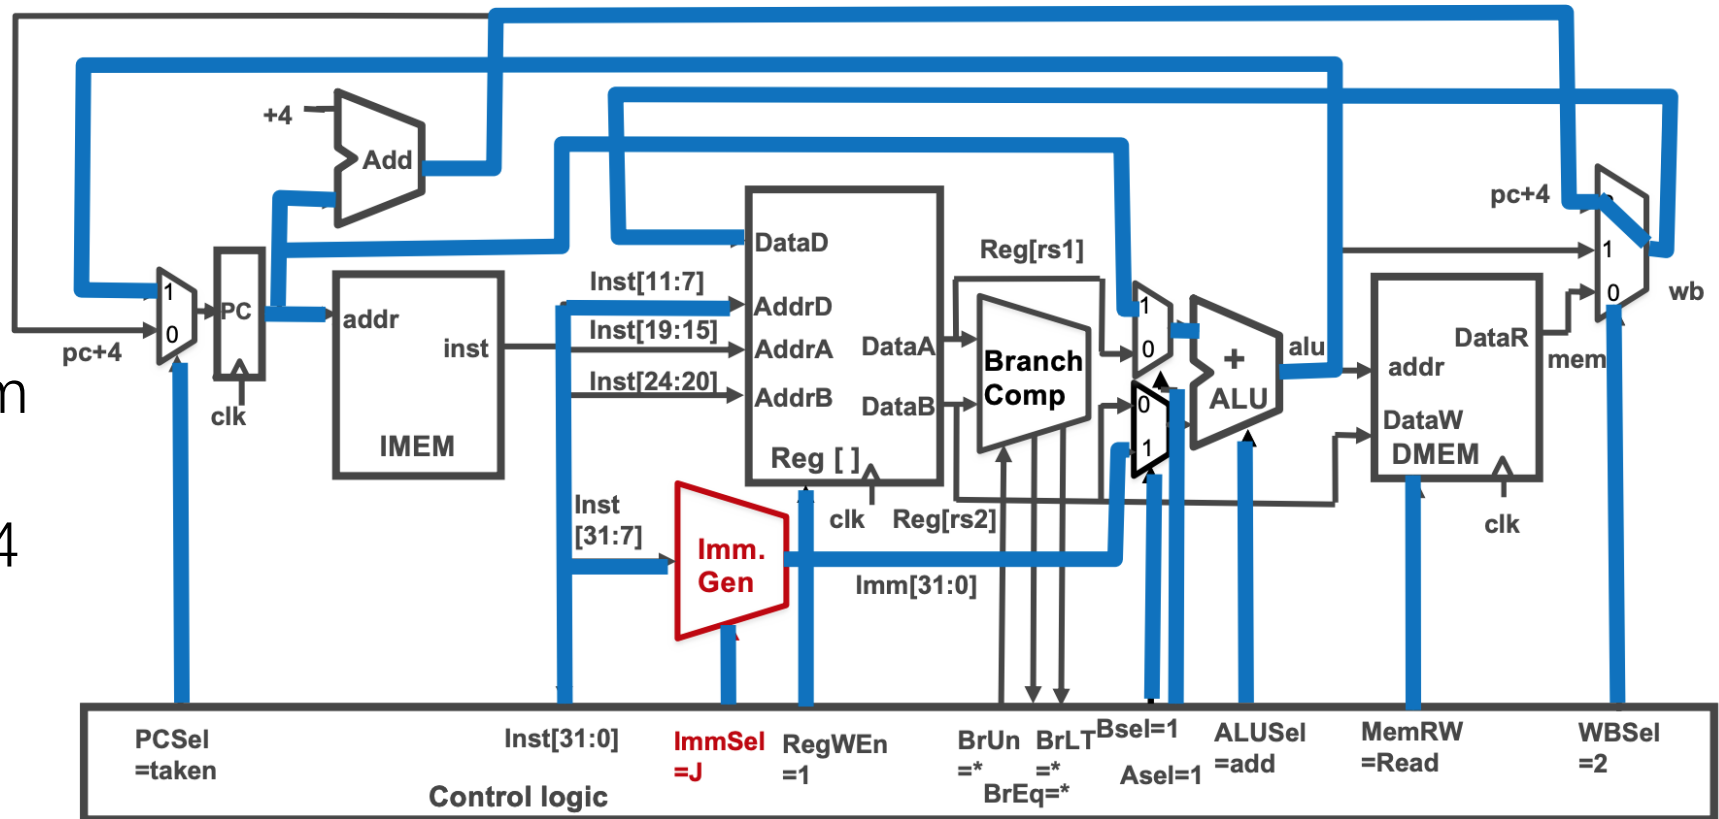 +4
Add
pc+4
1
0
pc+4
PC
clk
addr
inst
IMEM
m
4
Inst[11:7]
Inst[19:15]
Inst[24:20]
DataD
AddrD
AddrA
AddrB
DataA
DataB
Reg [ ]
clk
Reg[rs1]
Reg[rs2]
Branch
Comp
1
0
0
1
+
ALU
alu
addr
DataW
DataR
DMEM
clk
mem
pc+4
1
0
wb
Inst
[31:7]
Imm.
Gen
Imm[31:0]
PCSel
=taken
Inst[31:0]
ImmSel
=J
RegWEn
=1
BrUn
=*
BrLT
=*
BrEq=*
Bsel=1
Asel=1
ALUSel
=add
MemRW
=Read
WBSel
=2
Control logic